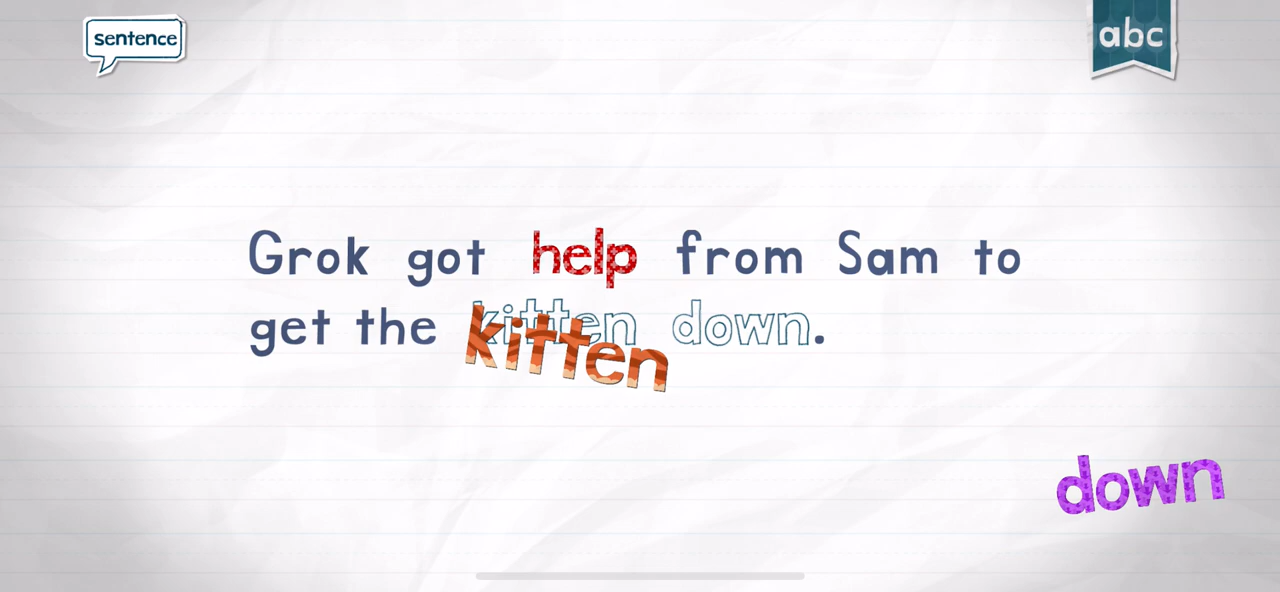 sentence
abc
Grok got help from Sam to
get the kitten down.
kitten
down